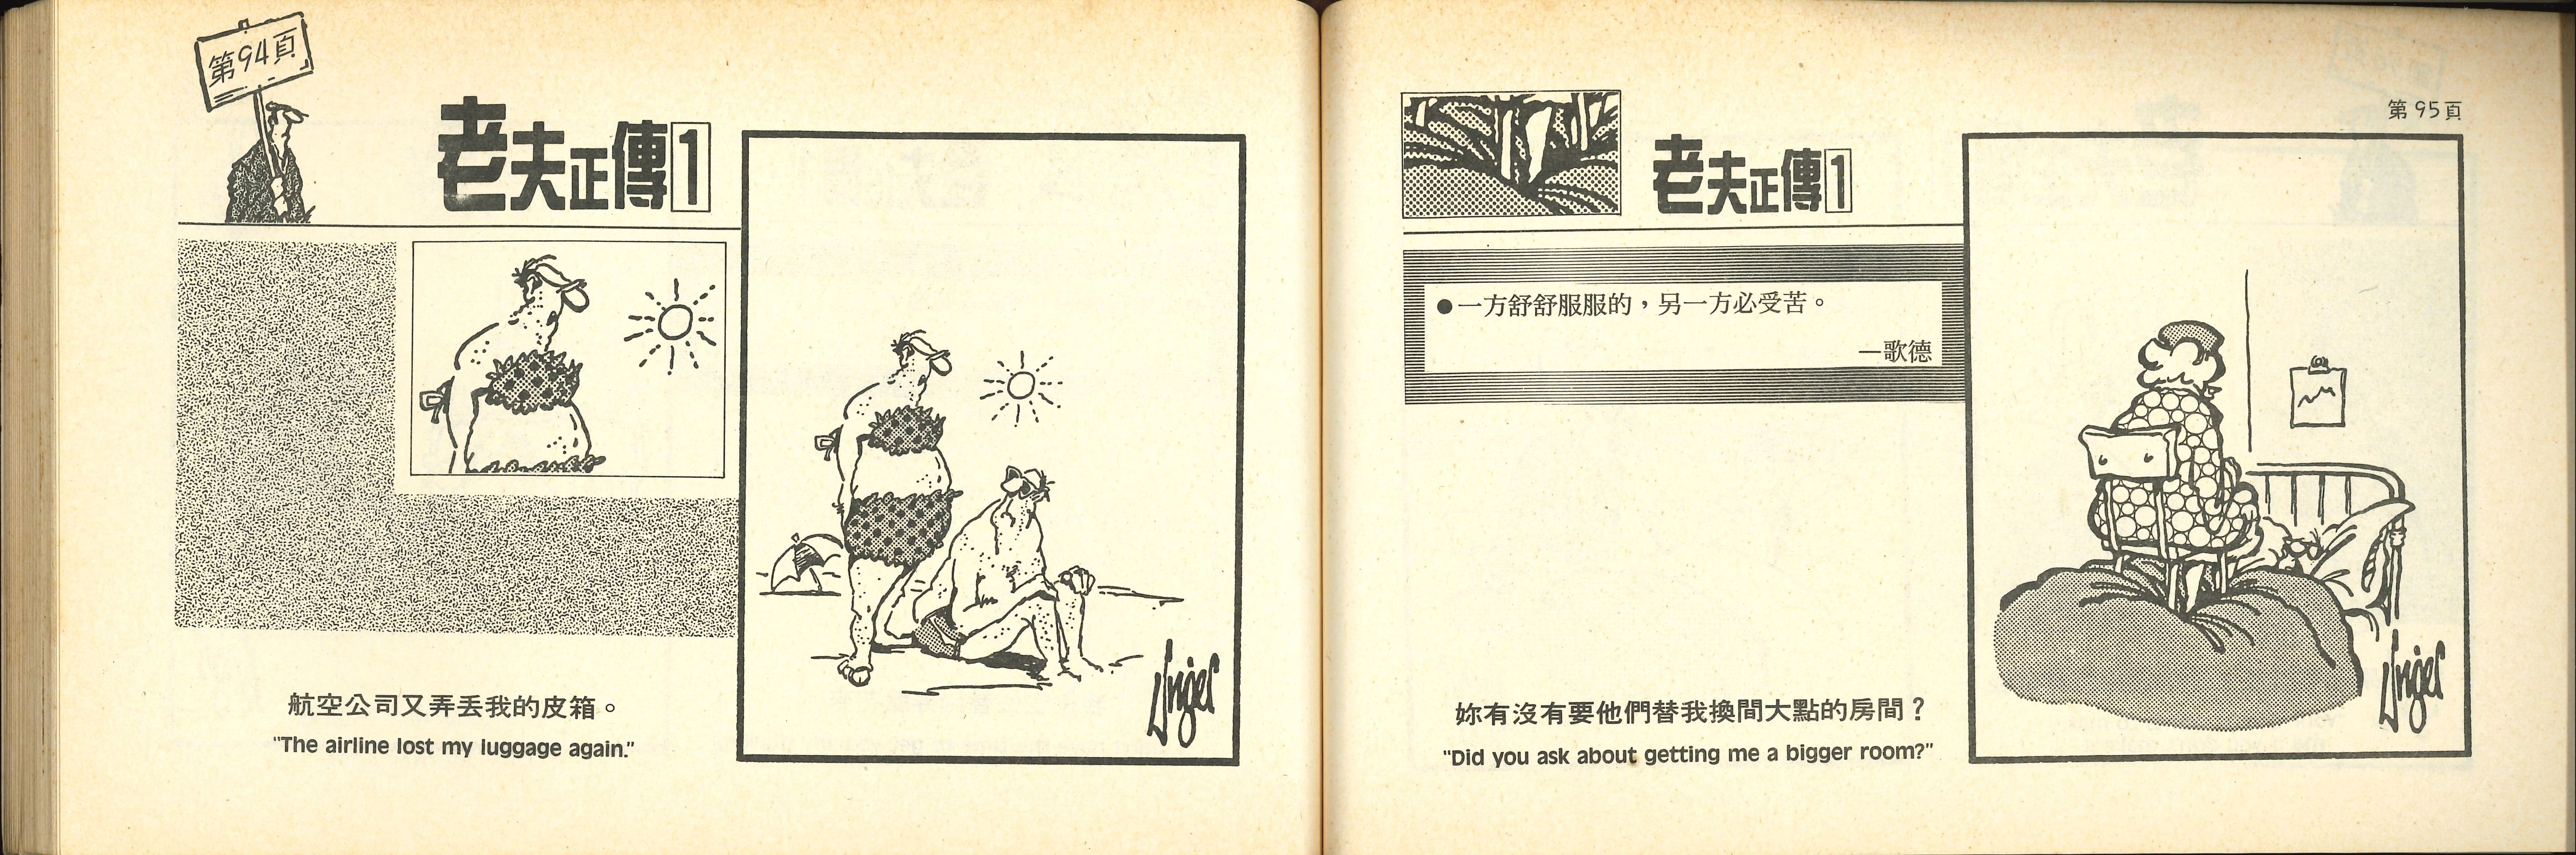 第94頁
老夫正傳1
航空公司又弄丟我的皮箱。
"The airline lost my luggage again."
Unger
第95頁
老夫正傳1
●一方舒舒服服的，另一方必受苦。
—歌德
妳有沒有要他們替我換間大點的房間？
"Did you ask about getting me a bigger room?"
Unger